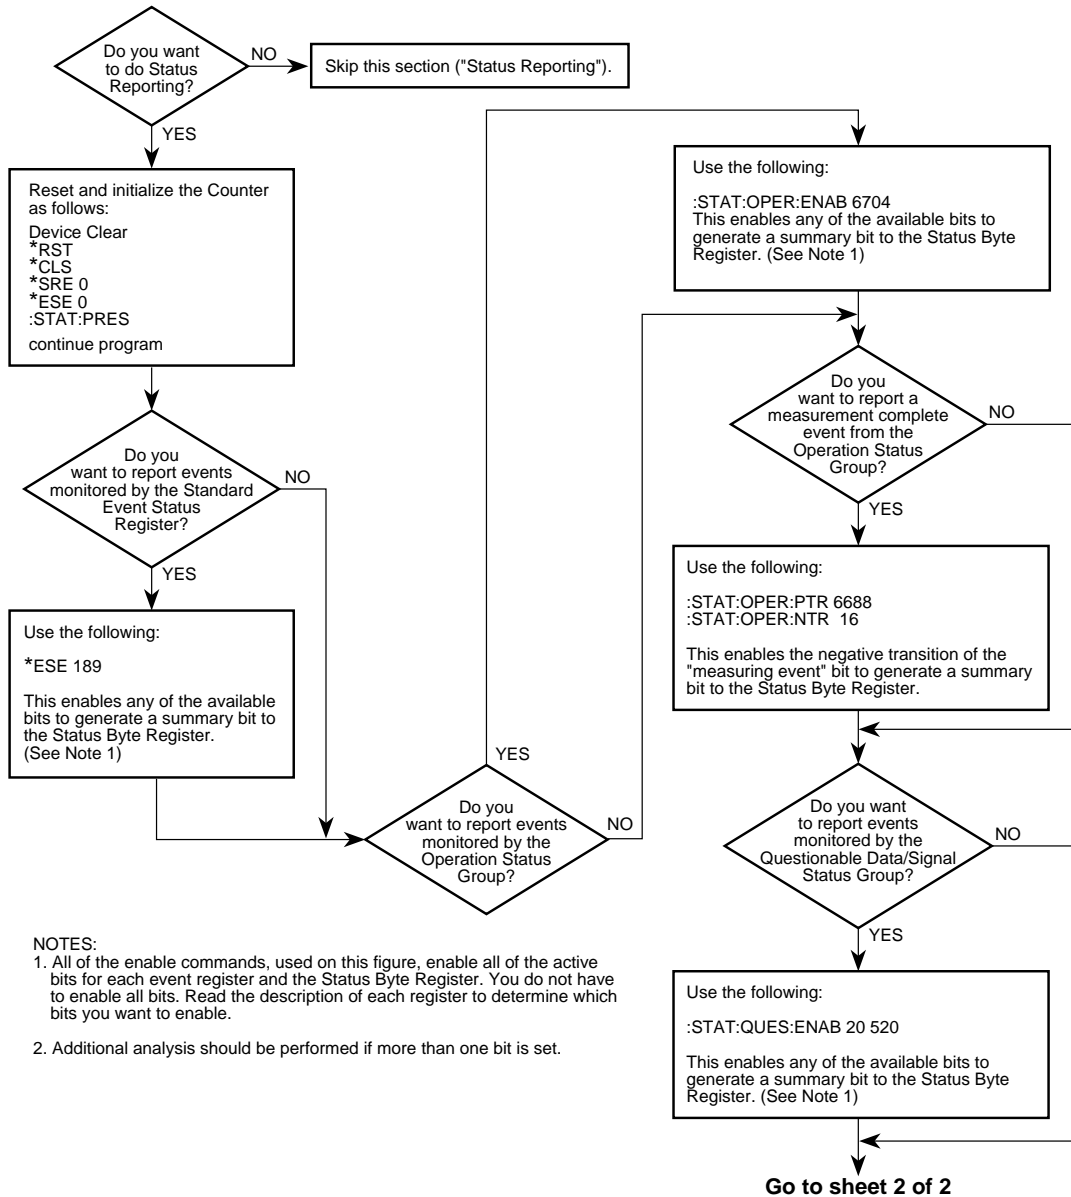 Do you want
to do Status
Reporting?
NO
Skip this section ("Status Reporting").
YES
Reset and initialize the Counter
as follows:
Device Clear
*RST
*CLS
*SRE 0
*ESE 0
:STAT:PRES
continue program
Do you
want to report events
monitored by the Standard
Event Status
Register?
NO
YES
Use the following:
*ESE 189
This enables any of the available
bits to generate a summary bit to
the Status Byte Register.
(See Note 1)
YES
Do you
want to report events
monitored by the
Operation Status
Group?
NO
Use the following:
:STAT:OPER:ENAB 6704
This enables any of the available bits to
generate a summary bit to the Status Byte
Register. (See Note 1)
Do you
want to report a
measurement complete
event from the
Operation Status
Group?
NO
YES
Use the following:
:STAT:OPER:PTR 6688
:STAT:OPER:NTR 16
This enables the negative transition of the
"measuring event" bit to generate a summary
bit to the Status Byte Register.
Do you want
to report events
monitored by the
Questionable Data/Signal
Status Group?
NO
YES
Use the following:
:STAT:QUES:ENAB 20 520
This enables any of the available bits to
generate a summary bit to the Status Byte
Register. (See Note 1)
Go to sheet 2 of 2
NOTES:
1. All of the enable commands, used on this figure, enable all of the active
bits for each event register and the Status Byte Register. You do not have
to enable all bits. Read the description of each register to determine which
bits you want to enable.
2. Additional analysis should be performed if more than one bit is set.